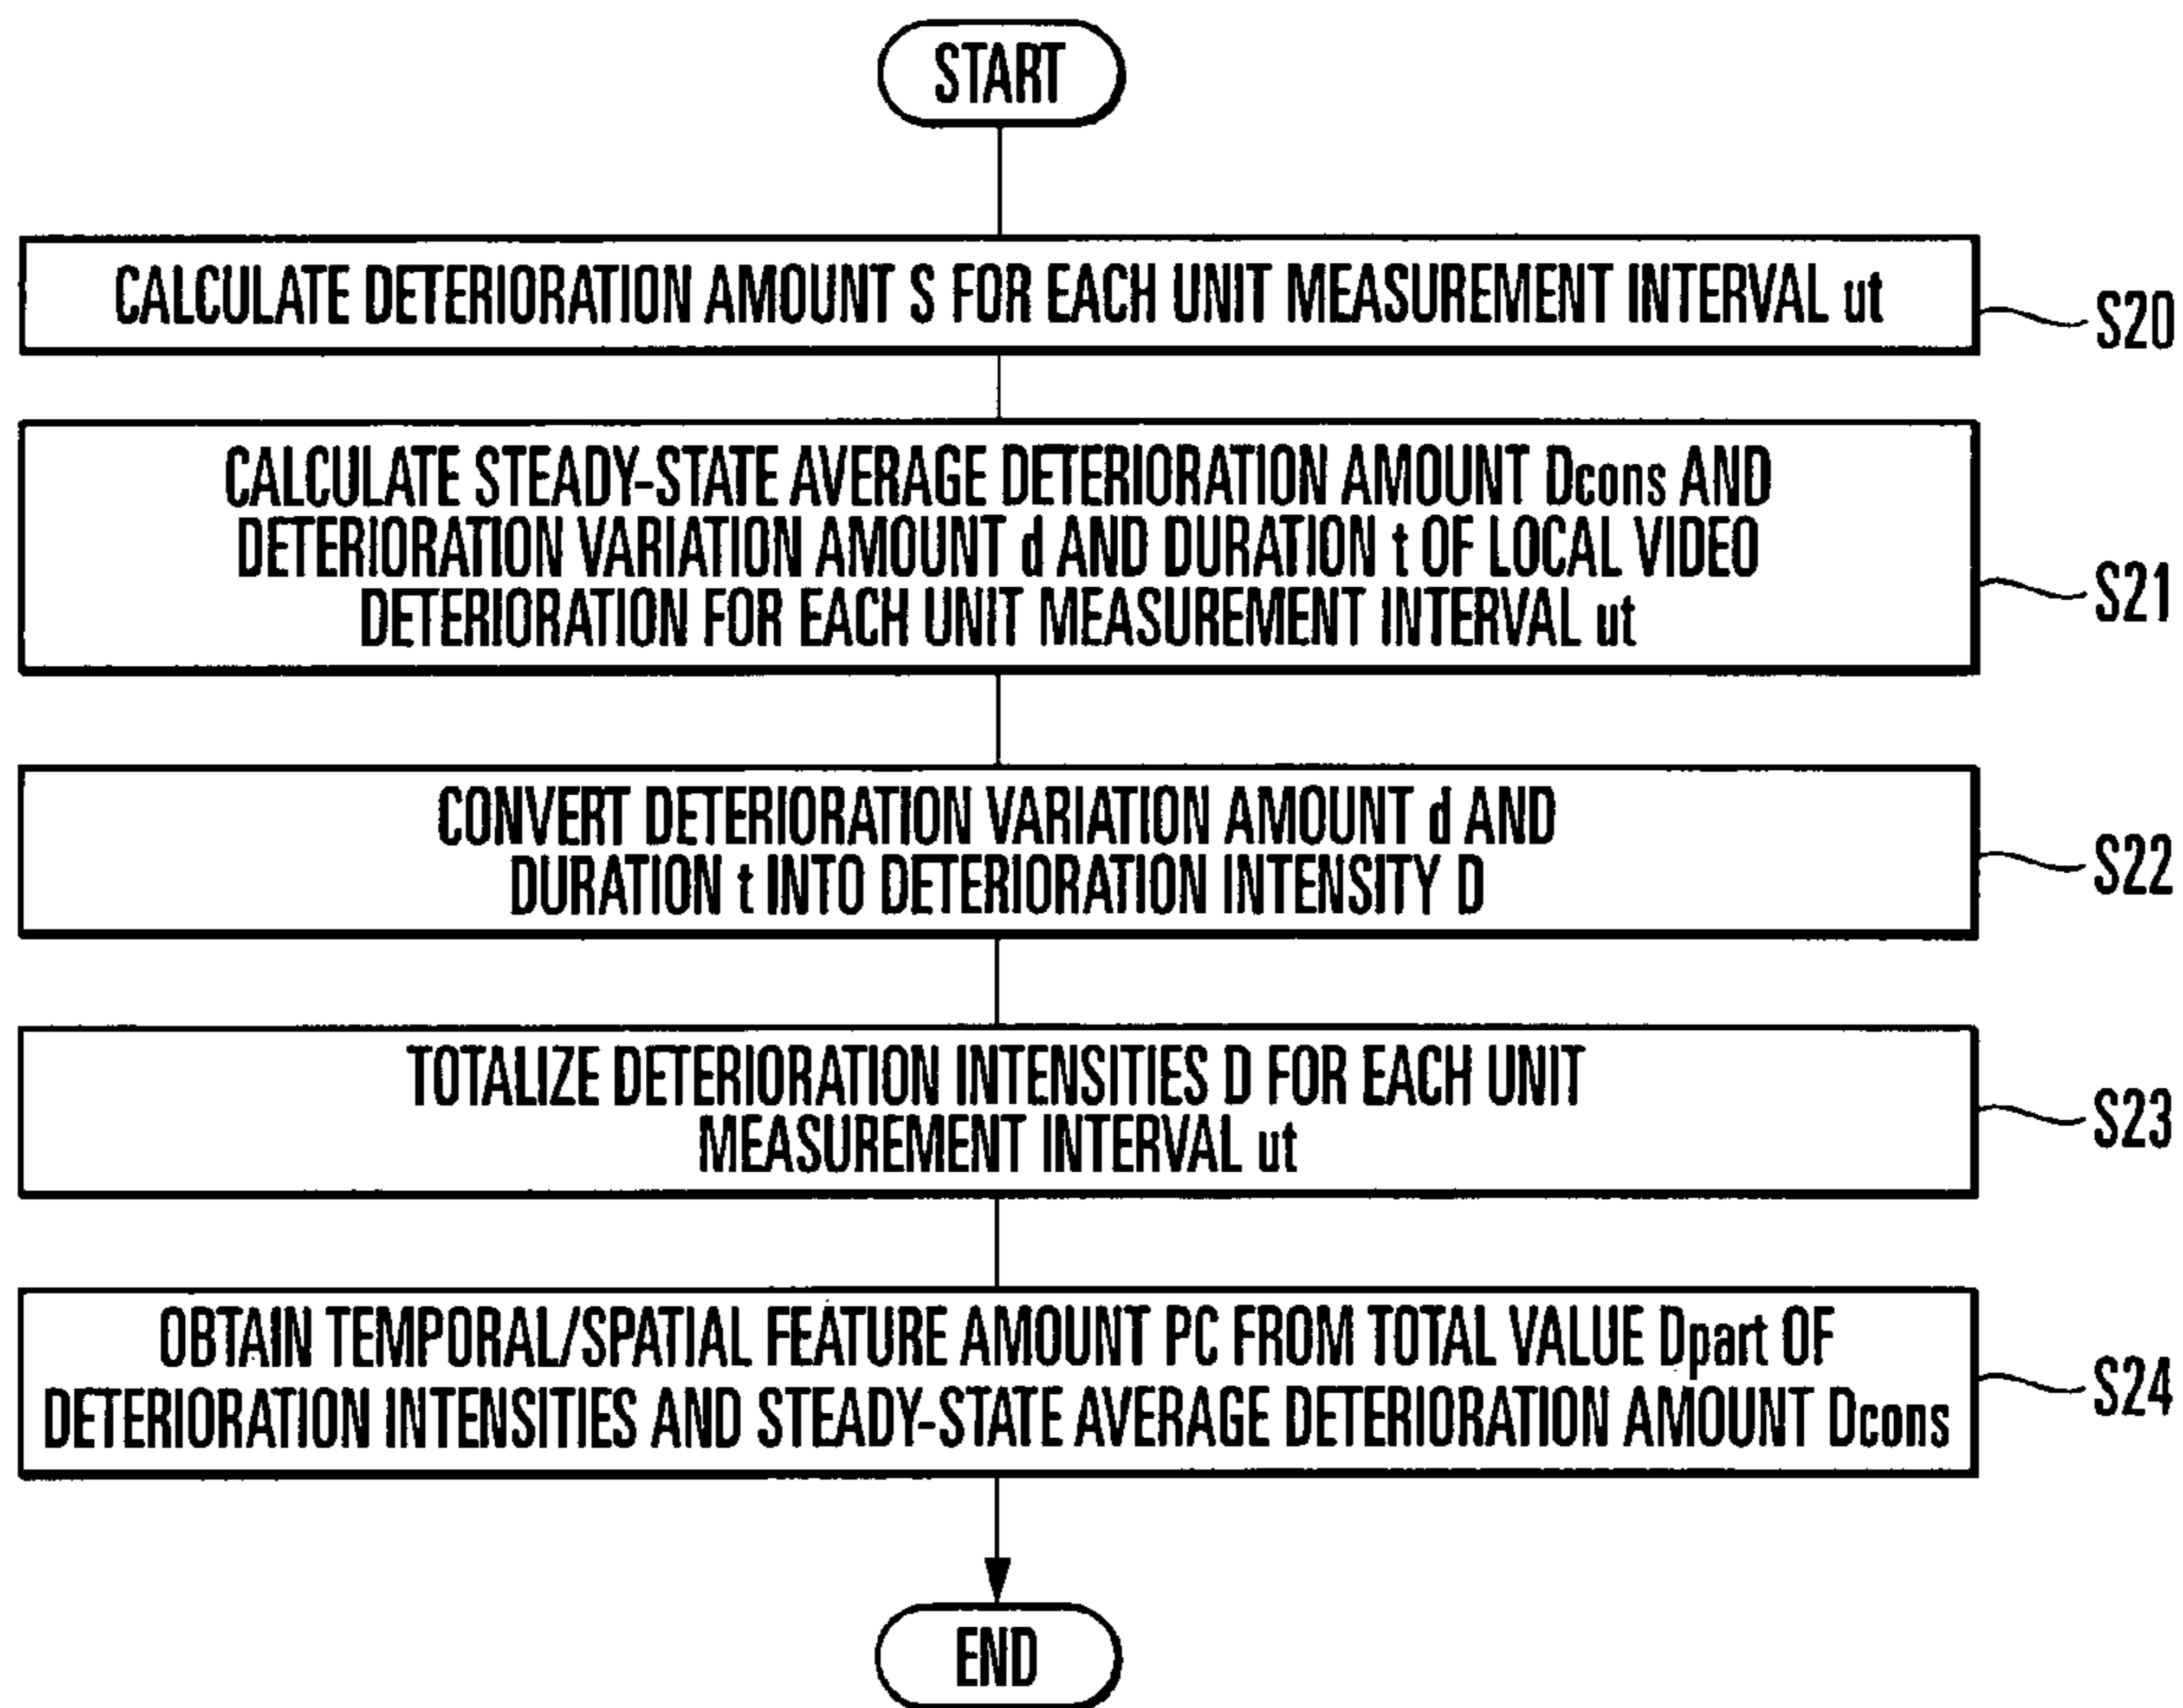 START
CALCULATE DETERIORATION AMOUNT S FOR EACH UNIT MEASUREMENT INTERVAL ut
S20
CALCULATE STEADY-STATE AVERAGE DETERIORATION AMOUNT Dcons AND
DETERIORATION VARIATION AMOUNT d AND DURATION t OF LOCAL VIDEO
DETERIORATION FOR EACH UNIT MEASUREMENT INTERVAL ut
S21
CONVERT DETERIORATION VARIATION AMOUNT d AND
DURATION t INTO DETERIORATION INTENSITY D
S22
TOTALIZE DETERIORATION INTENSITIES D FOR EACH UNIT
MEASUREMENT INTERVAL ut
S23
OBTAIN TEMPORAL/SPATIAL FEATURE AMOUNT PC FROM TOTAL VALUE Dpart OF
DETERIORATION INTENSITIES AND STEADY-STATE AVERAGE DETERIORATION AMOUNT Dcons
S24
END